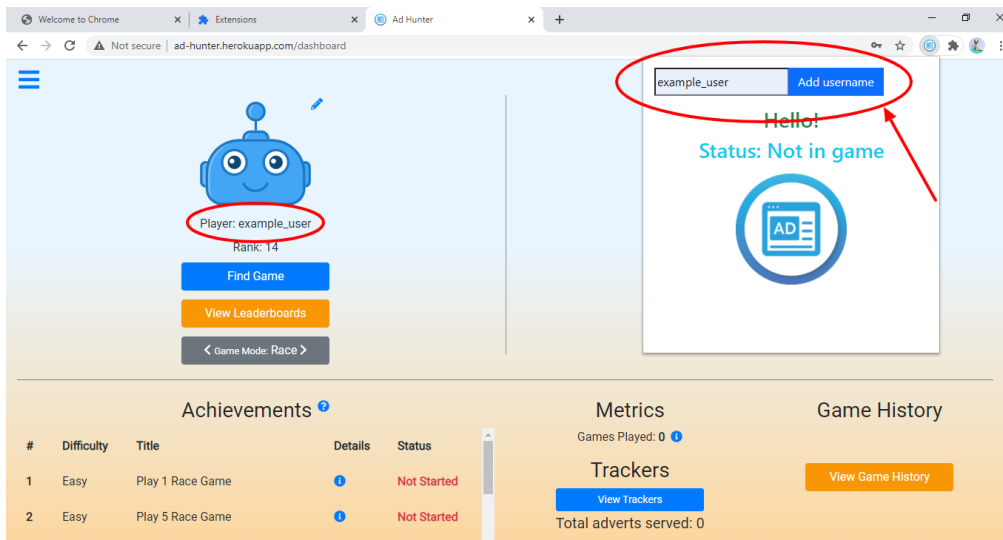 Welcome to Chrome
Extensions
Ad Hunter
Not secure | ad-hunter.herokuapp.com/dashboard
example_user
Add username
Hello!
Status: Not in game
AD
Player: example_user
Rank: 14
Find Game
View Leaderboards
Game Mode: Race
Achievements
# Difficulty Title Details Status
1 Easy Play 1 Race Game Not Started
2 Easy Play 5 Race Game Not Started
Metrics
Games Played: 0
Trackers
View Trackers
Total adverts served: 0
Game History
View Game History